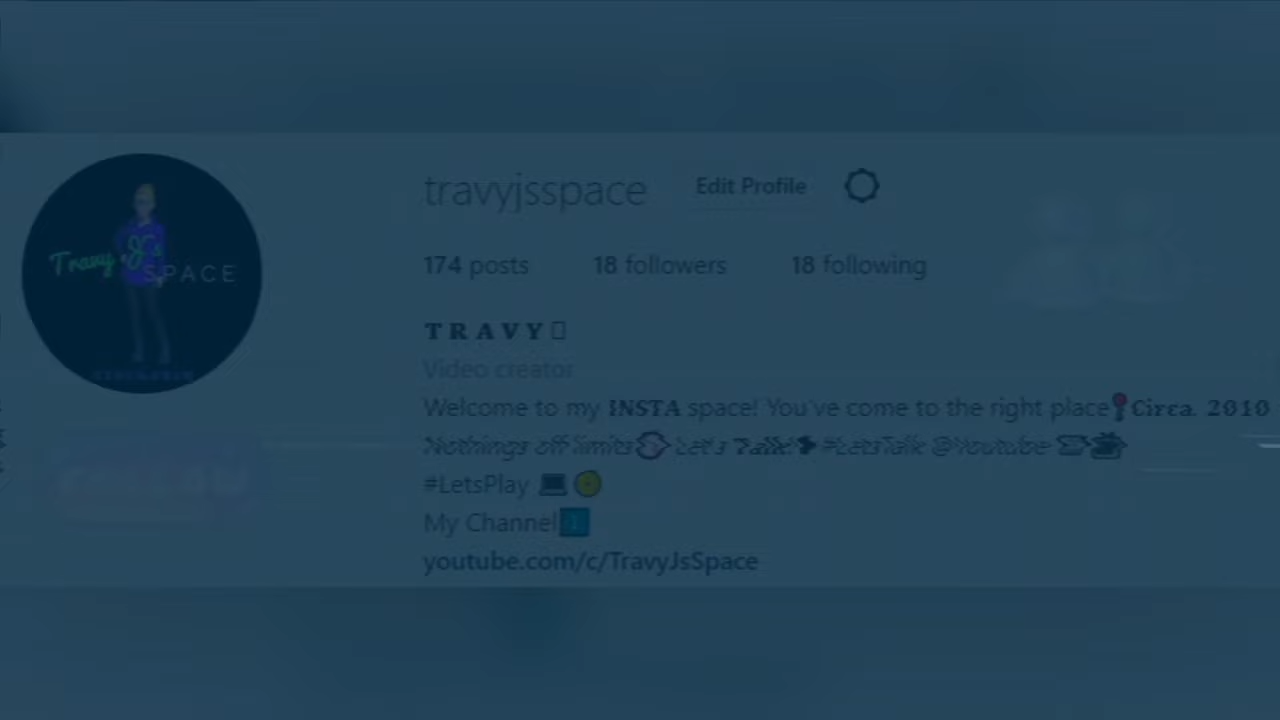 travyjsspace Edit Profile
174 posts 18 followers 18 following
Travy J's
SPACE
TRAVY
Video creator
Welcome to my INSTA space! You've come to the right place📍Circa. 2010
Nothings off limits Let's Talk! #LetsTalk @Youtube
#LetsPlay 💻
My Channel
youtube.com/c/TravyJsSpace